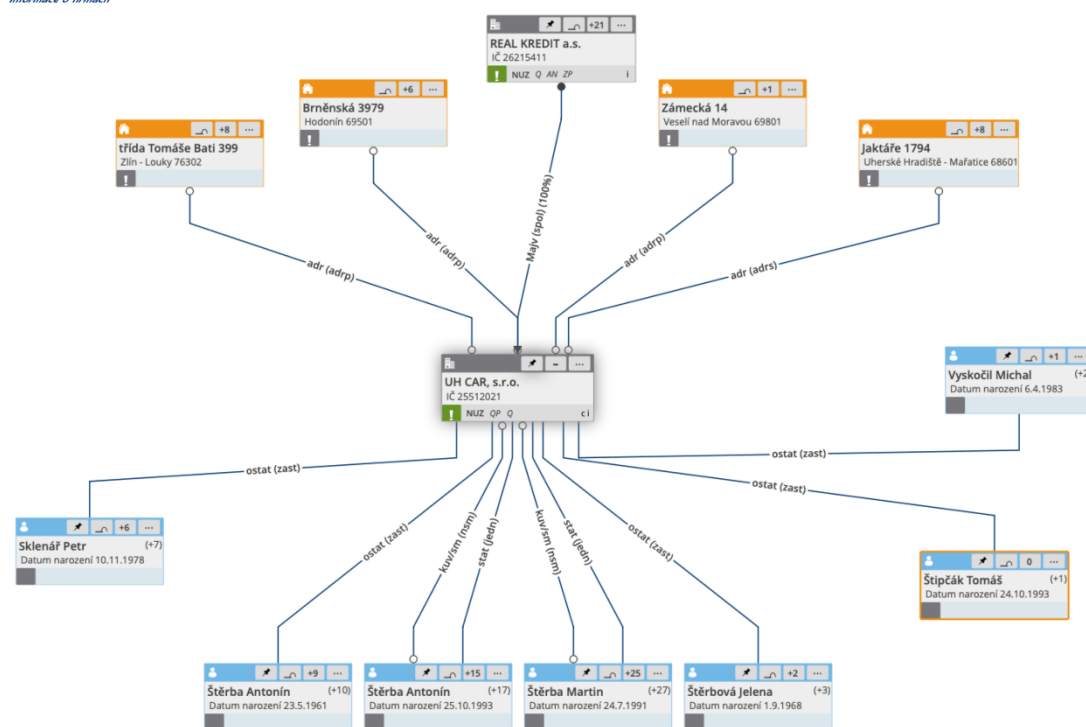 Informace o firmách
+21 ...
REAL KREDIT a.s.
IČ 26215411
! NUZ Q AN ZP i
+6 ...
Brněnská 3979
Hodonín 69501
!
+1 ...
Zámecká 14
Veselí nad Moravou 69801
!
+8 ...
třída Tomáše Bati 399
Zlín - Louky 76302
!
+8 ...
Jaktáře 1794
Uherské Hradiště - Mařatice 68601
!
adr (adrp)
adr (adrp)
Majv (spol) (100%)
adr (adrp)
adr (adrs)
– ...
UH CAR, s.r.o.
IČ 25512021
! NUZ QP Q c i
+1 ...
Vyskočil Michal (+2
Datum narození 6.4.1983
ostat (zast)
ostat (zast)
ostat (zast)
ostat (zast)
kuv/sm (nsm)
stat (jedn)
kuv/sm (nsm)
stat (jedn)
ostat (zast)
+6 ...
Sklenář Petr (+7)
Datum narození 10.11.1978
0 ...
Štipčák Tomáš (+1)
Datum narození 24.10.1993
+9 ...
Štěrba Antonín (+10)
Datum narození 23.5.1961
+15 ...
Štěrba Antonín (+17)
Datum narození 25.10.1993
+25 ...
Štěrba Martin (+27)
Datum narození 24.7.1991
+2 ...
Štěrbová Jelena (+3)
Datum narození 1.9.1968